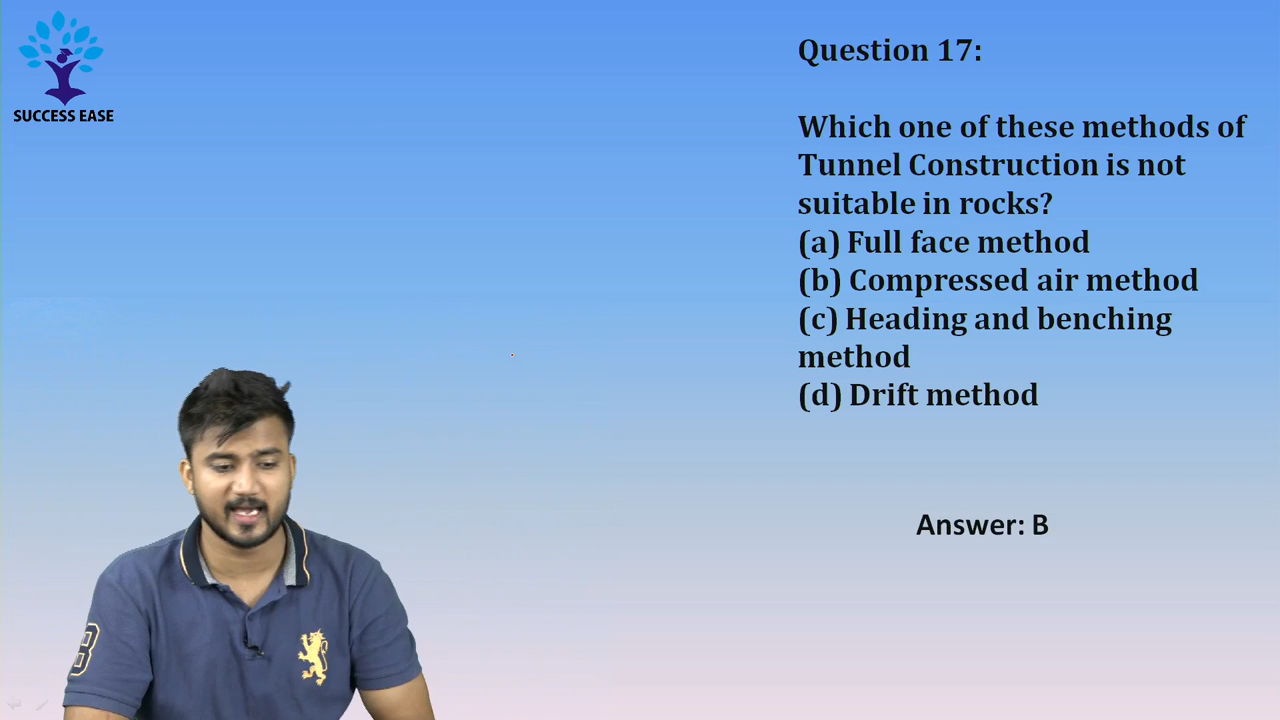 SUCCESS EASE
Question 17:
Which one of these methods of
Tunnel Construction is not
suitable in rocks?
(a) Full face method
(b) Compressed air method
(c) Heading and benching
method
(d) Drift method
Answer: B
8